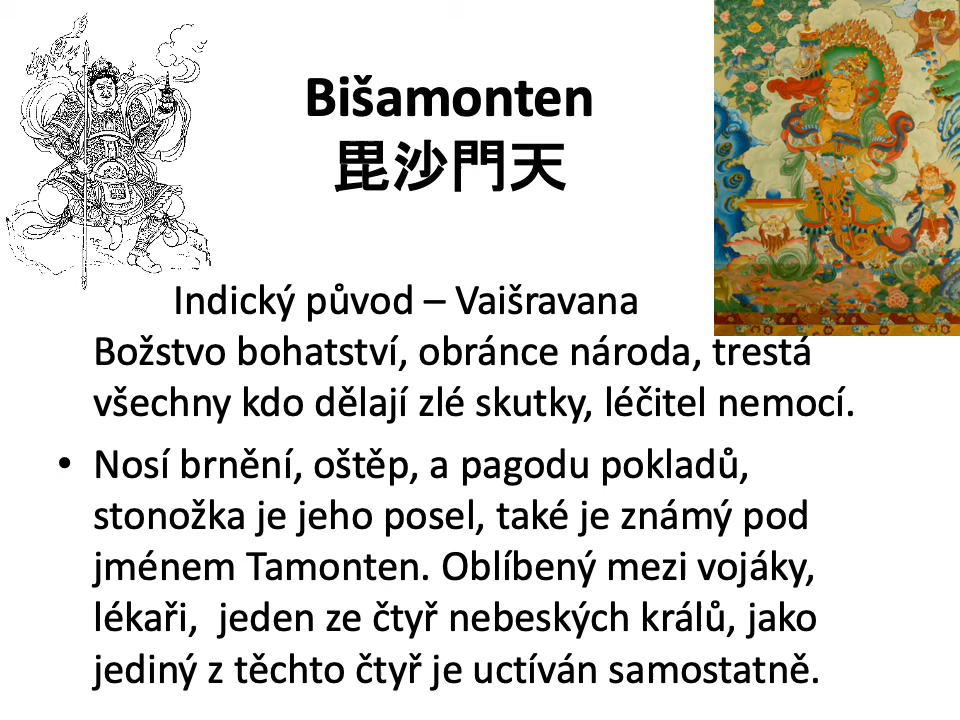 Bišamonten
毘沙門天
Indický původ – Vaišravana
Božstvo bohatství, obránce národa, trestá
všechny kdo dělají zlé skutky, léčitel nemocí.
• Nosí brnění, oštěp, a pagodu pokladů,
stonožka je jeho posel, také je známý pod
jménem Tamonten. Oblíbený mezi vojáky,
lékaři, jeden ze čtyř nebeských králů, jako
jediný z těchto čtyř je uctíván samostatně.